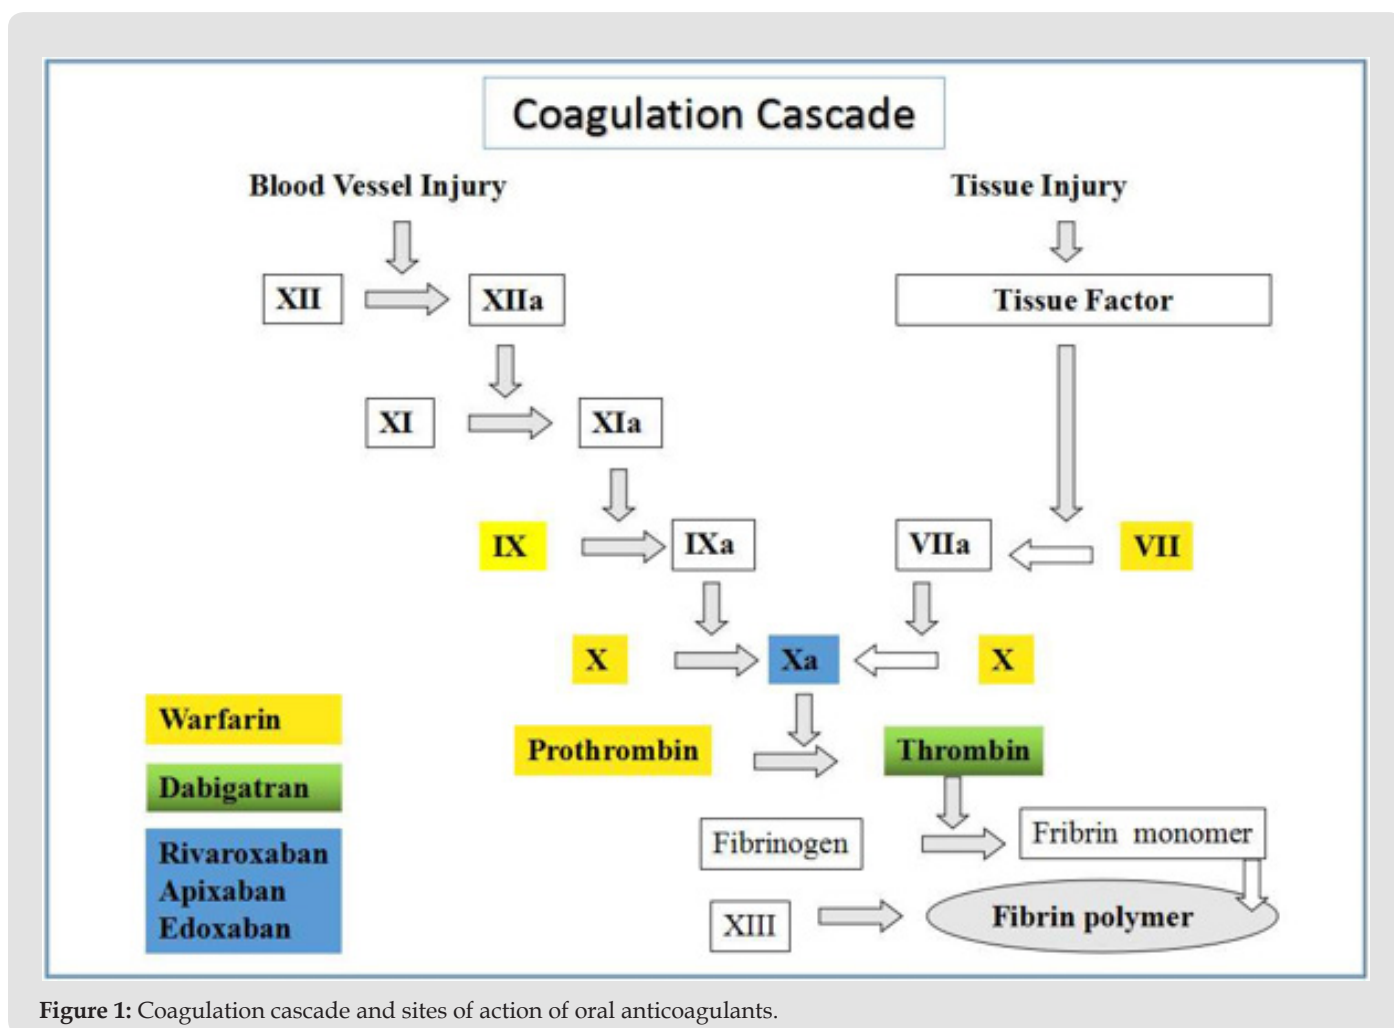 Coagulation Cascade
Blood Vessel Injury
Tissue Injury
XII
XIIa
Tissue Factor
XI
XIa
IX
IXa
VIIa
VII
X
Xa
X
Warfarin
Prothrombin
Thrombin
Dabigatran
Fibrinogen
Fribrin monomer
Rivaroxaban
Apixaban
Edoxaban
XIII
Fibrin polymer
Figure 1: Coagulation cascade and sites of action of oral anticoagulants.